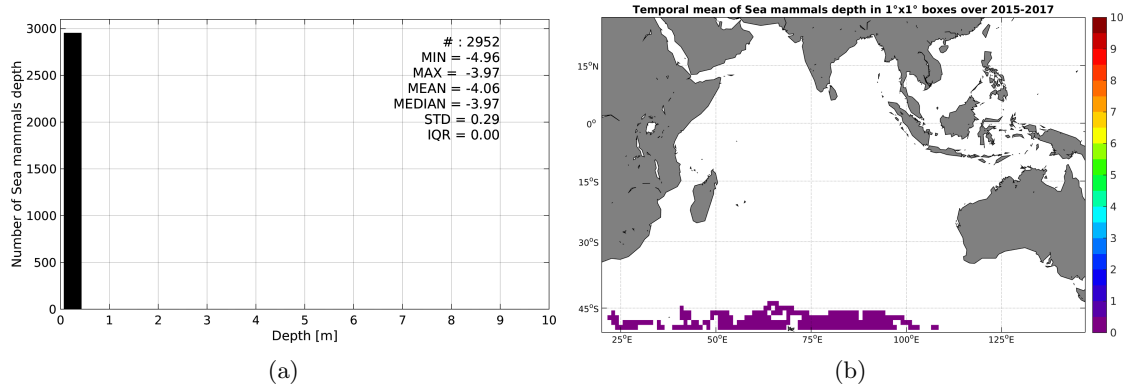 Temporal mean of Sea mammals depth in 1°x1° boxes over 2015-2017
Number of Sea mammals depth
3000
2500
2000
1500
1000
500
0
# : 2952
MIN = -4.96
MAX = -3.97
MEAN = -4.06
MEDIAN = -3.97
STD = 0.29
IQR = 0.00
0 1 2 3 4 5 6 7 8 9 10
Depth [m]
(a)
15°N
0°
15°S
30°S
45°S
25°E 50°E 75°E 100°E 125°E
10
9
8
7
6
5
4
3
2
1
0
(b)